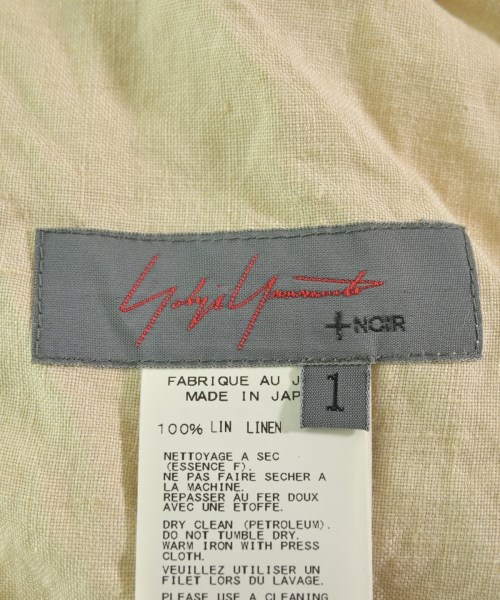 Yohji Yamamoto
+NOIR
1
FABRIQUE AU J
MADE IN JAP
100% LIN LINEN
NETTOYAGE A SEC
(ESSENCE F).
NE PAS FAIRE SECHER A
LA MACHINE.
REPASSER AU FER DOUX
AVEC UNE ETOFFE.
DRY CLEAN (PETROLEUM).
DO NOT TUMBLE DRY.
WARM IRON WITH PRESS
CLOTH.
VEUILLEZ UTILISER UN
FILET LORS DU LAVAGE.
PLEASE USE A CLEANING